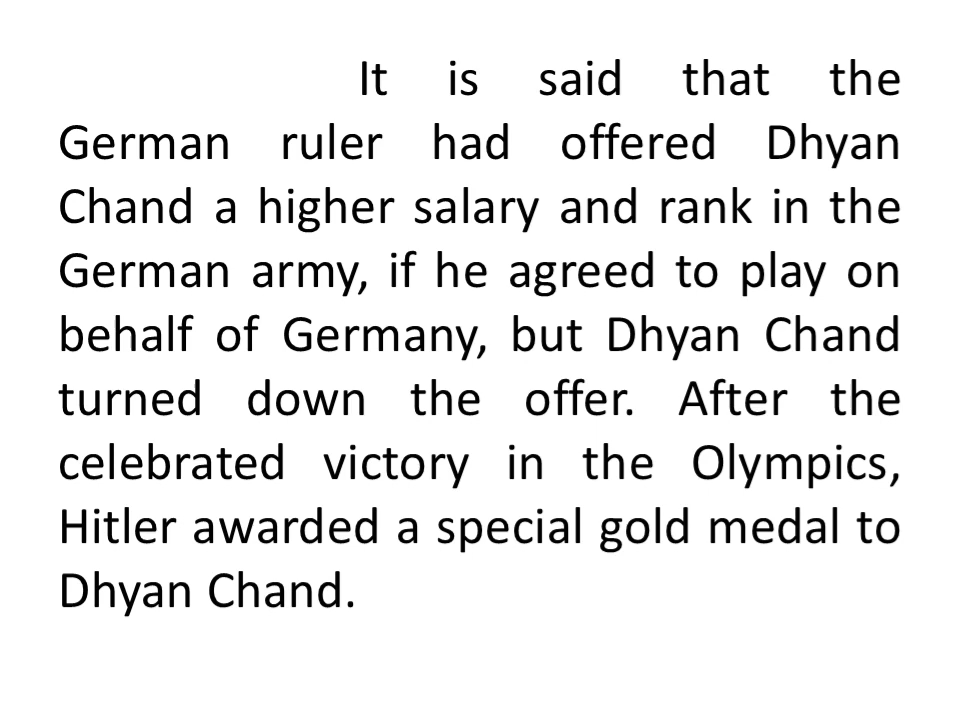 It is said that the
German ruler had offered Dhyan
Chand a higher salary and rank in the
German army, if he agreed to play on
behalf of Germany, but Dhyan Chand
turned down the offer. After the
celebrated victory in the Olympics,
Hitler awarded a special gold medal to
Dhyan Chand.